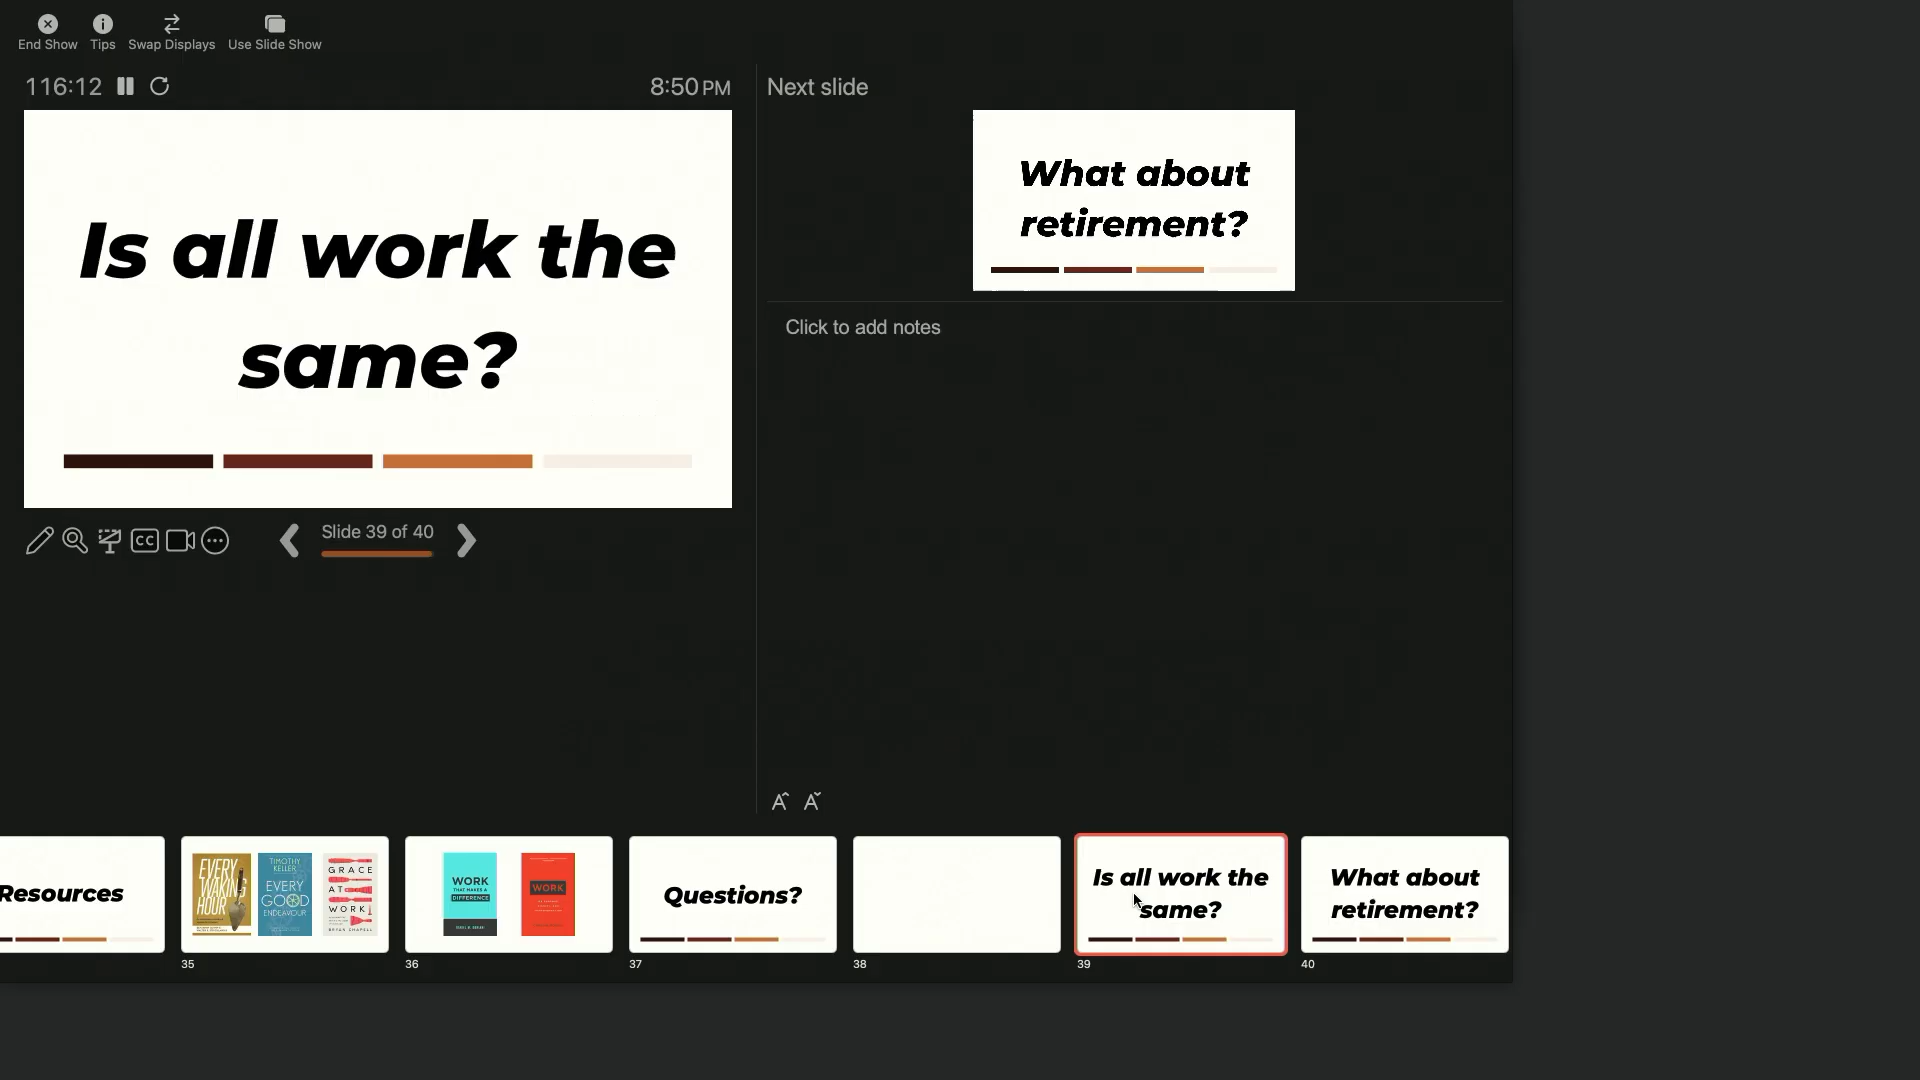 End Show
Tips
Swap Displays
Use Slide Show
116:12
8:50 PM
Next slide
Is all work the
same?
What about
retirement?
Click to add notes
CC
Slide 39 of 40
Resources
EVERY
WAKING
HOUR
TIMOTHY
KELLER
EVERY
GOOD
ENDEAVOUR
GRACE
AT
WORK
BRYAN CHAPELL
WORK
THAT MAKES A
DIFFERENCE
WORK
Questions?
Is all work the
same?
What about
retirement?
35
36
37
38
39
40